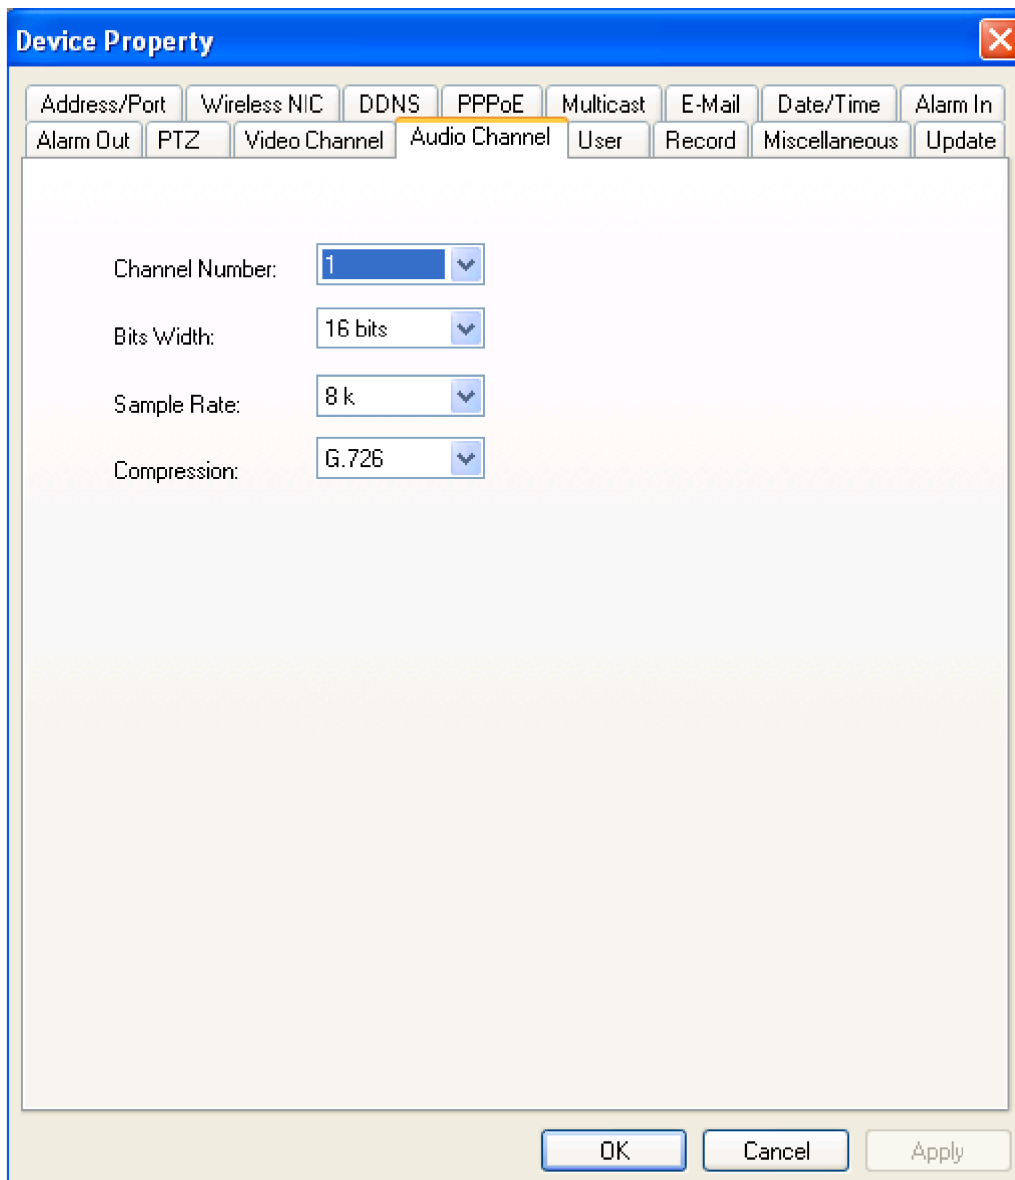 Device Property
Address/Port Wireless NIC DDNS PPPoE Multicast E-Mail Date/Time Alarm In
Alarm Out PTZ Video Channel Audio Channel User Record Miscellaneous Update
Channel Number: 1
Bits Width: 16 bits
Sample Rate: 8 k
Compression: G.726
OK Cancel Apply